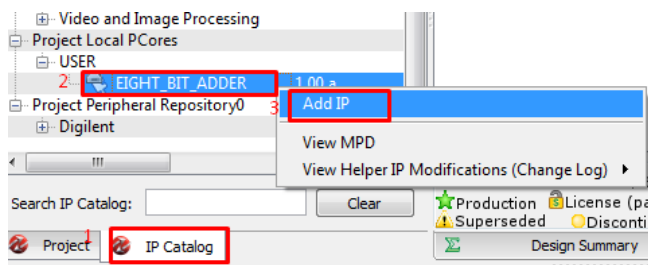 Video and Image Processing
Project Local PCores
USER
2 EIGHT_BIT_ADDER 1.00.a
Project Peripheral Repository0 3 Add IP
Digilent
View MPD
View Helper IP Modifications (Change Log)
Search IP Catalog: Clear
Production License (pa
Superseded Disconti
Project 1 IP Catalog Σ Design Summary